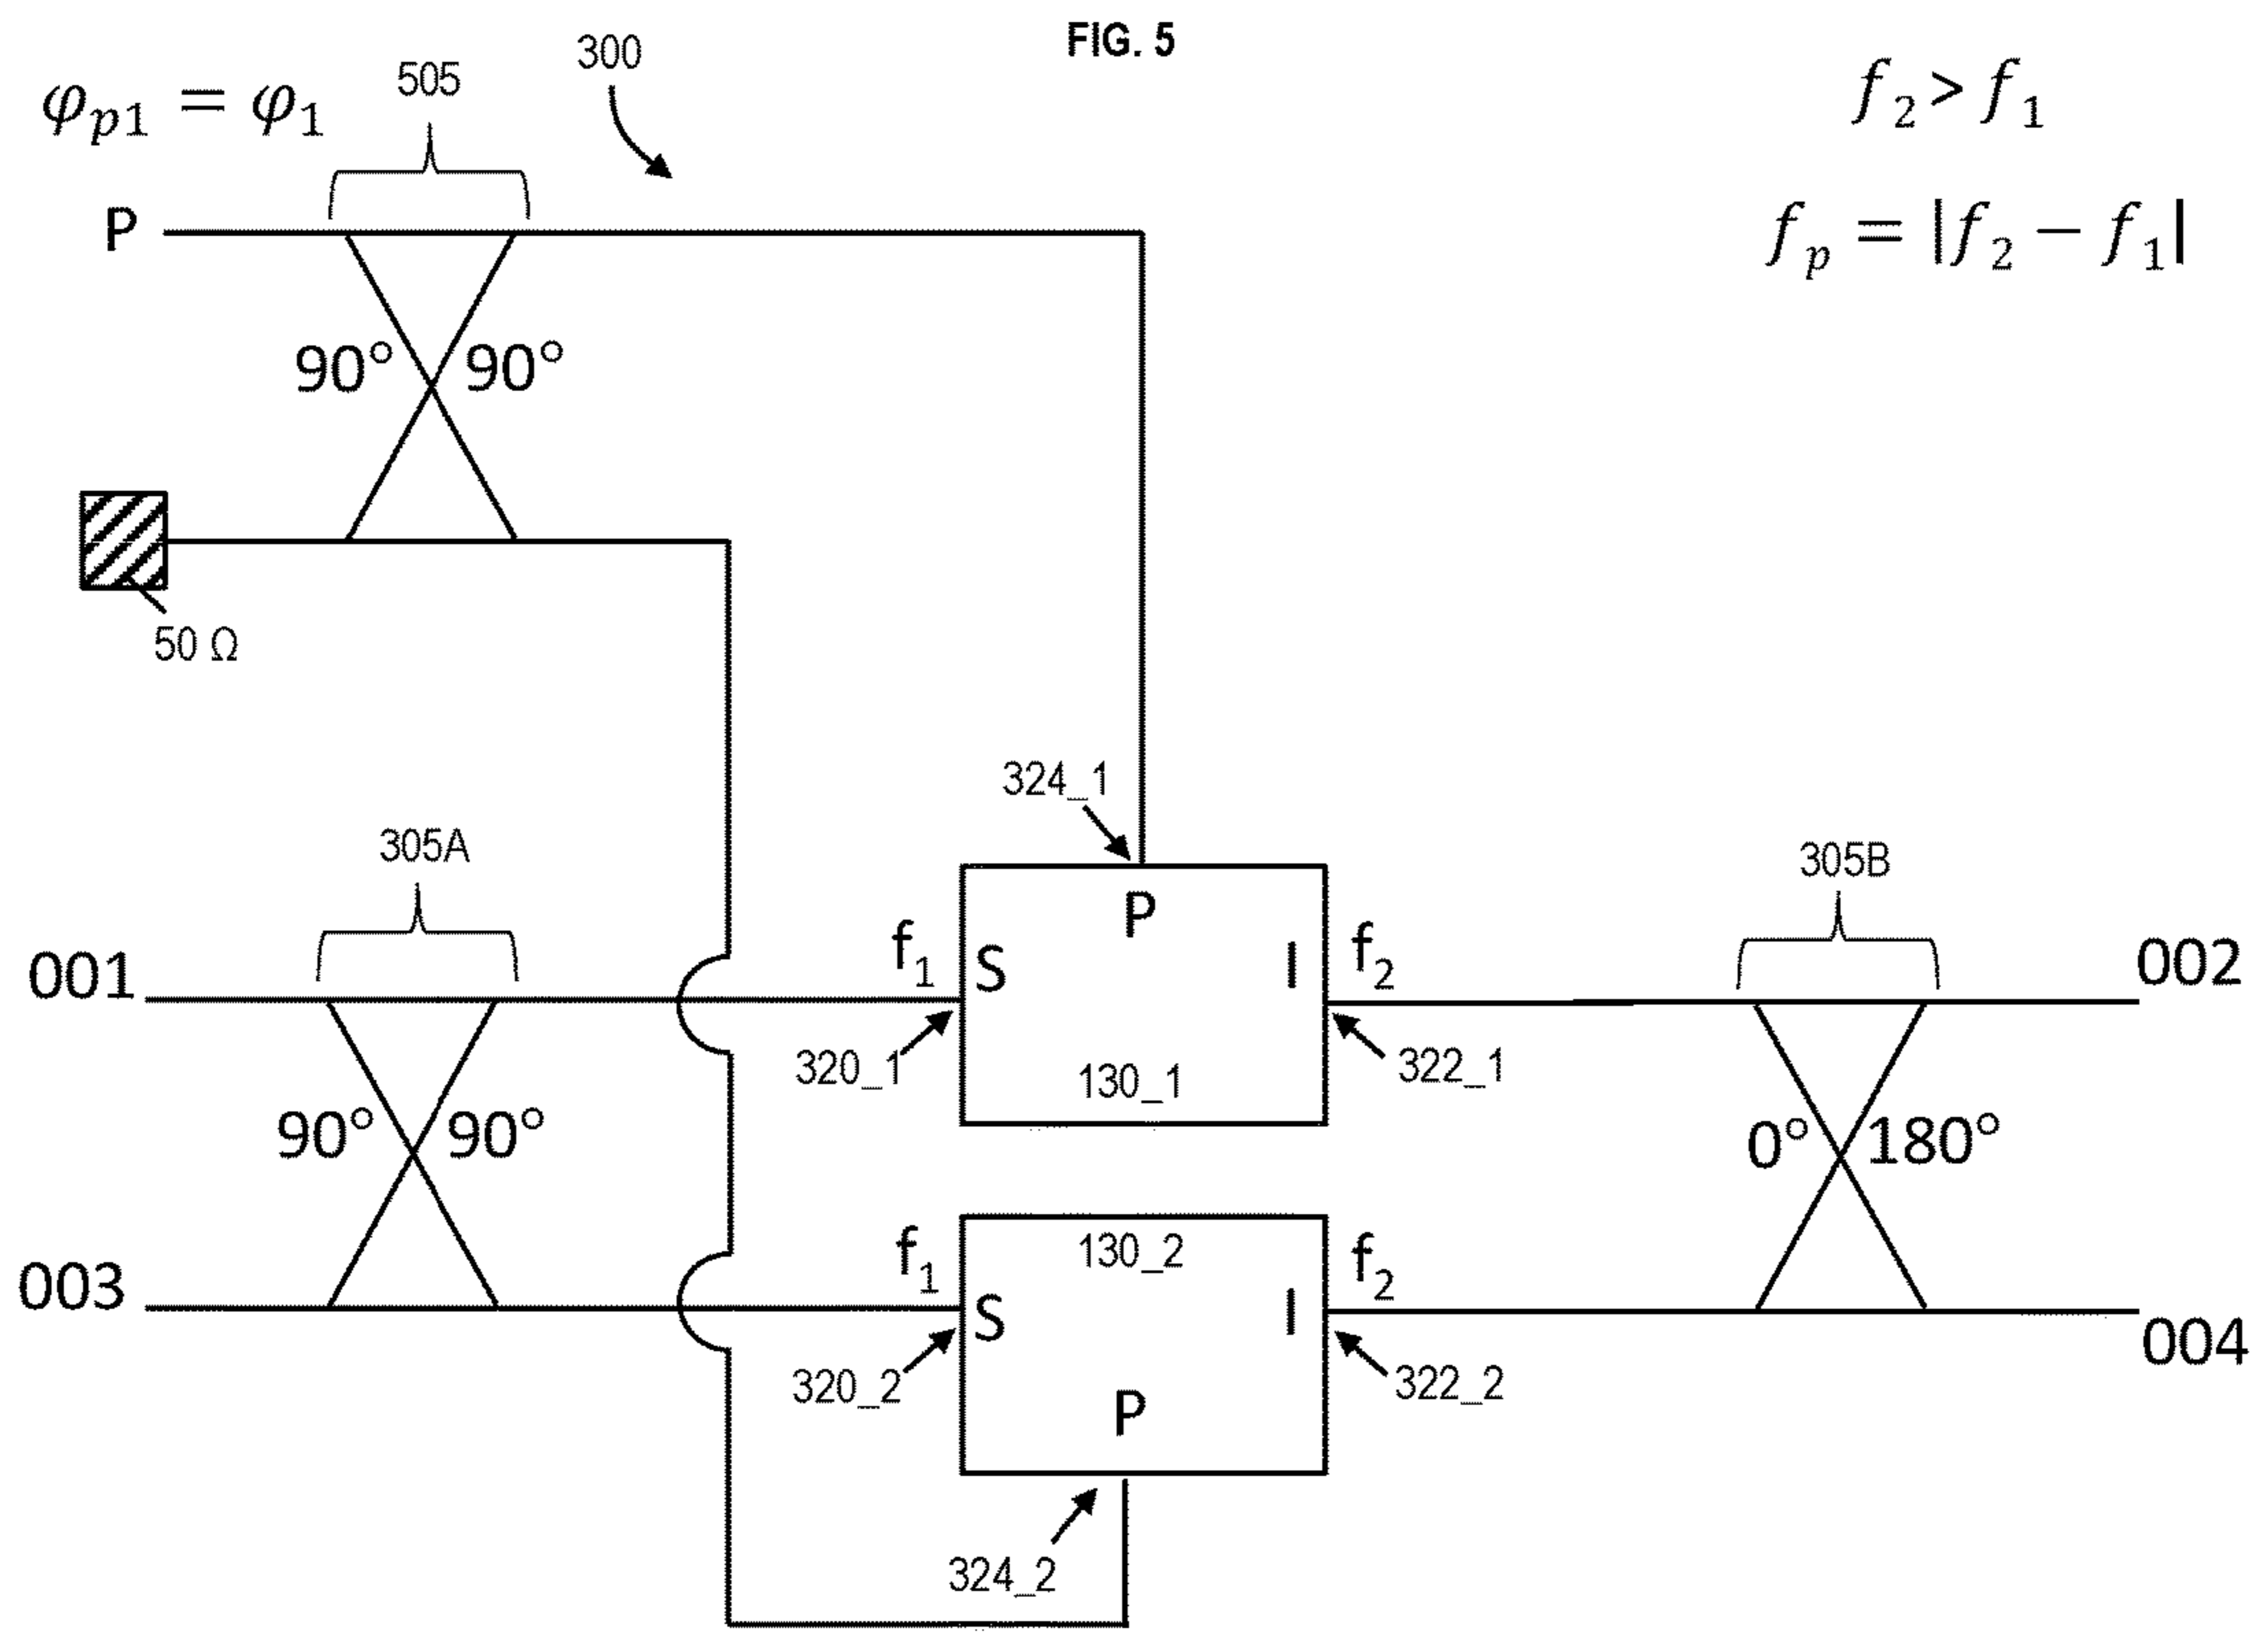 FIG. 5
300
505
φp1 = φ1
f2 > f1
fp = |f2 − f1|
P
90° 90°
50 Ω
324_1
305A
305B
001
f1
S
P
I
f2
002
320_1
130_1
322_1
90° 90°
0° 180°
003
f1
S
130_2
I
f2
004
320_2
P
322_2
324_2